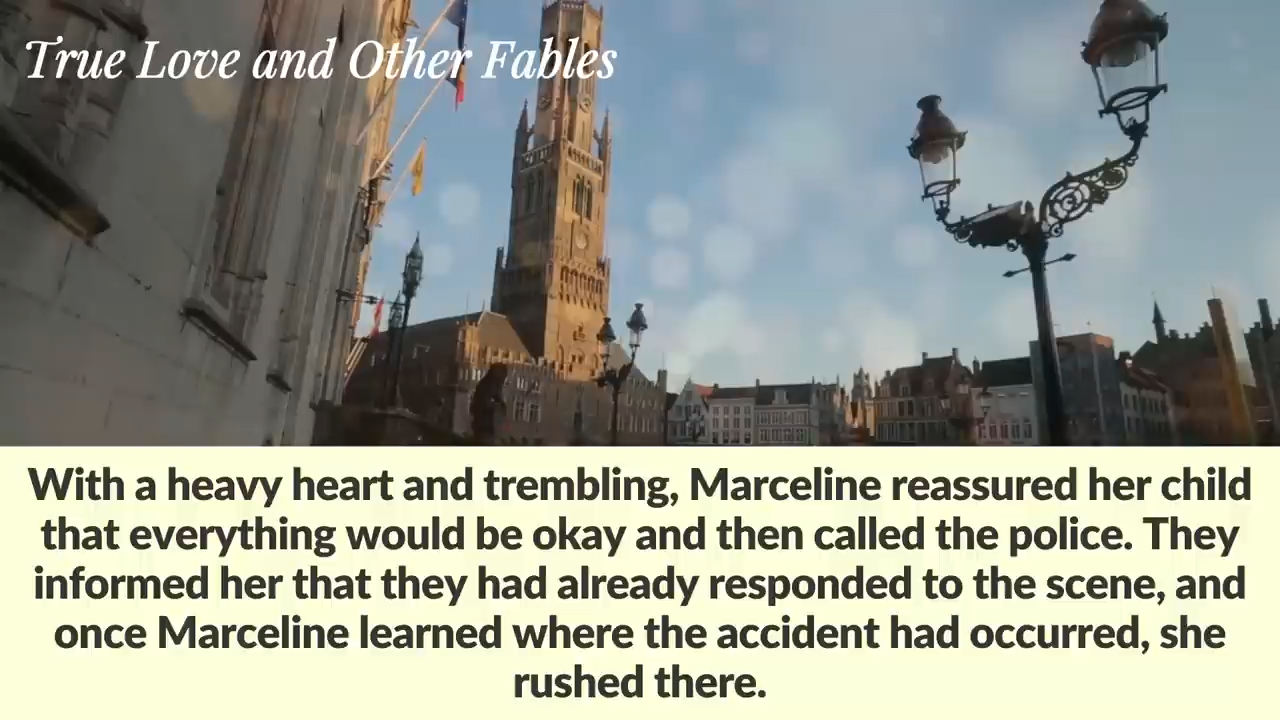 True Love and Other Fables
With a heavy heart and trembling, Marceline reassured her child
that everything would be okay and then called the police. They
informed her that they had already responded to the scene, and
once Marceline learned where the accident had occurred, she
rushed there.